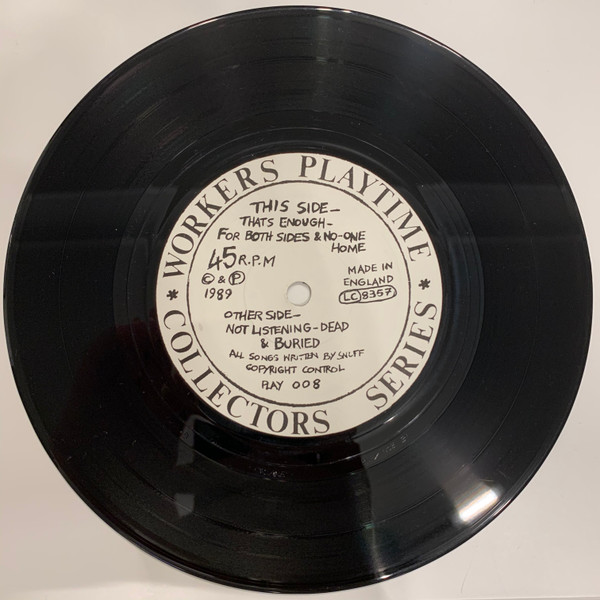 WORKERS PLAYTIME
THIS SIDE-
THATS ENOUGH-
FOR BOTH SIDES & NO-ONE
HOME
45 R.P.M
© & ℗
1989
MADE IN
ENGLAND
LC 8357
OTHER SIDE-
NOT LISTENING-DEAD
& BURIED
ALL SONGS WRITTEN BY SNUFF
COPYRIGHT CONTROL
PLAY 008
* COLLECTORS SERIES *